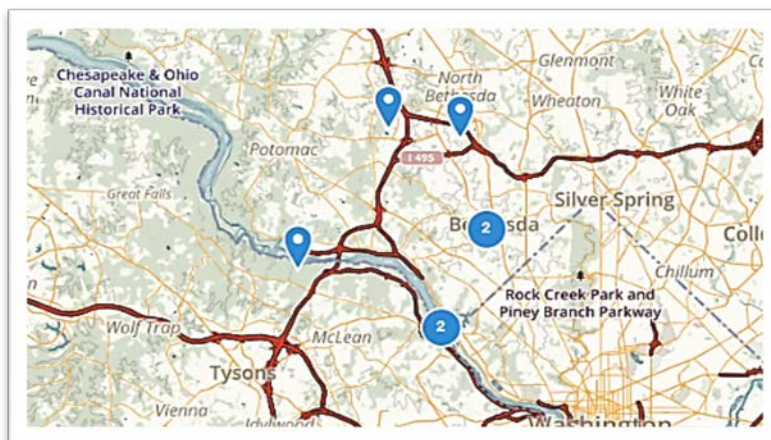 Chesapeake & Ohio
Canal National
Historical Park
Glenmont
North
Bethesda
White
Oak
Wheaton
Potomac
I 495
Great Falls
Silver Spring
2
Chillum
Rock Creek Park and
Piney Branch Parkway
2
Wolf Trap
McLean
Tysons
Vienna
Washington